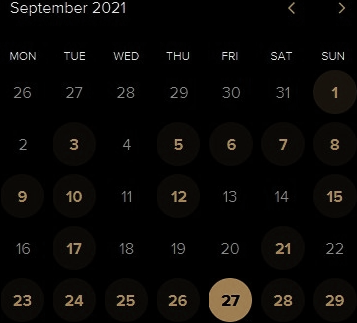 September 2021
MON TUE WED THU FRI SAT SUN
26 27 28 29 30 31 1
2 3 4 5 6 7 8
9 10 11 12 13 14 15
16 17 18 19 20 21 22
23 24 25 26 27 28 29